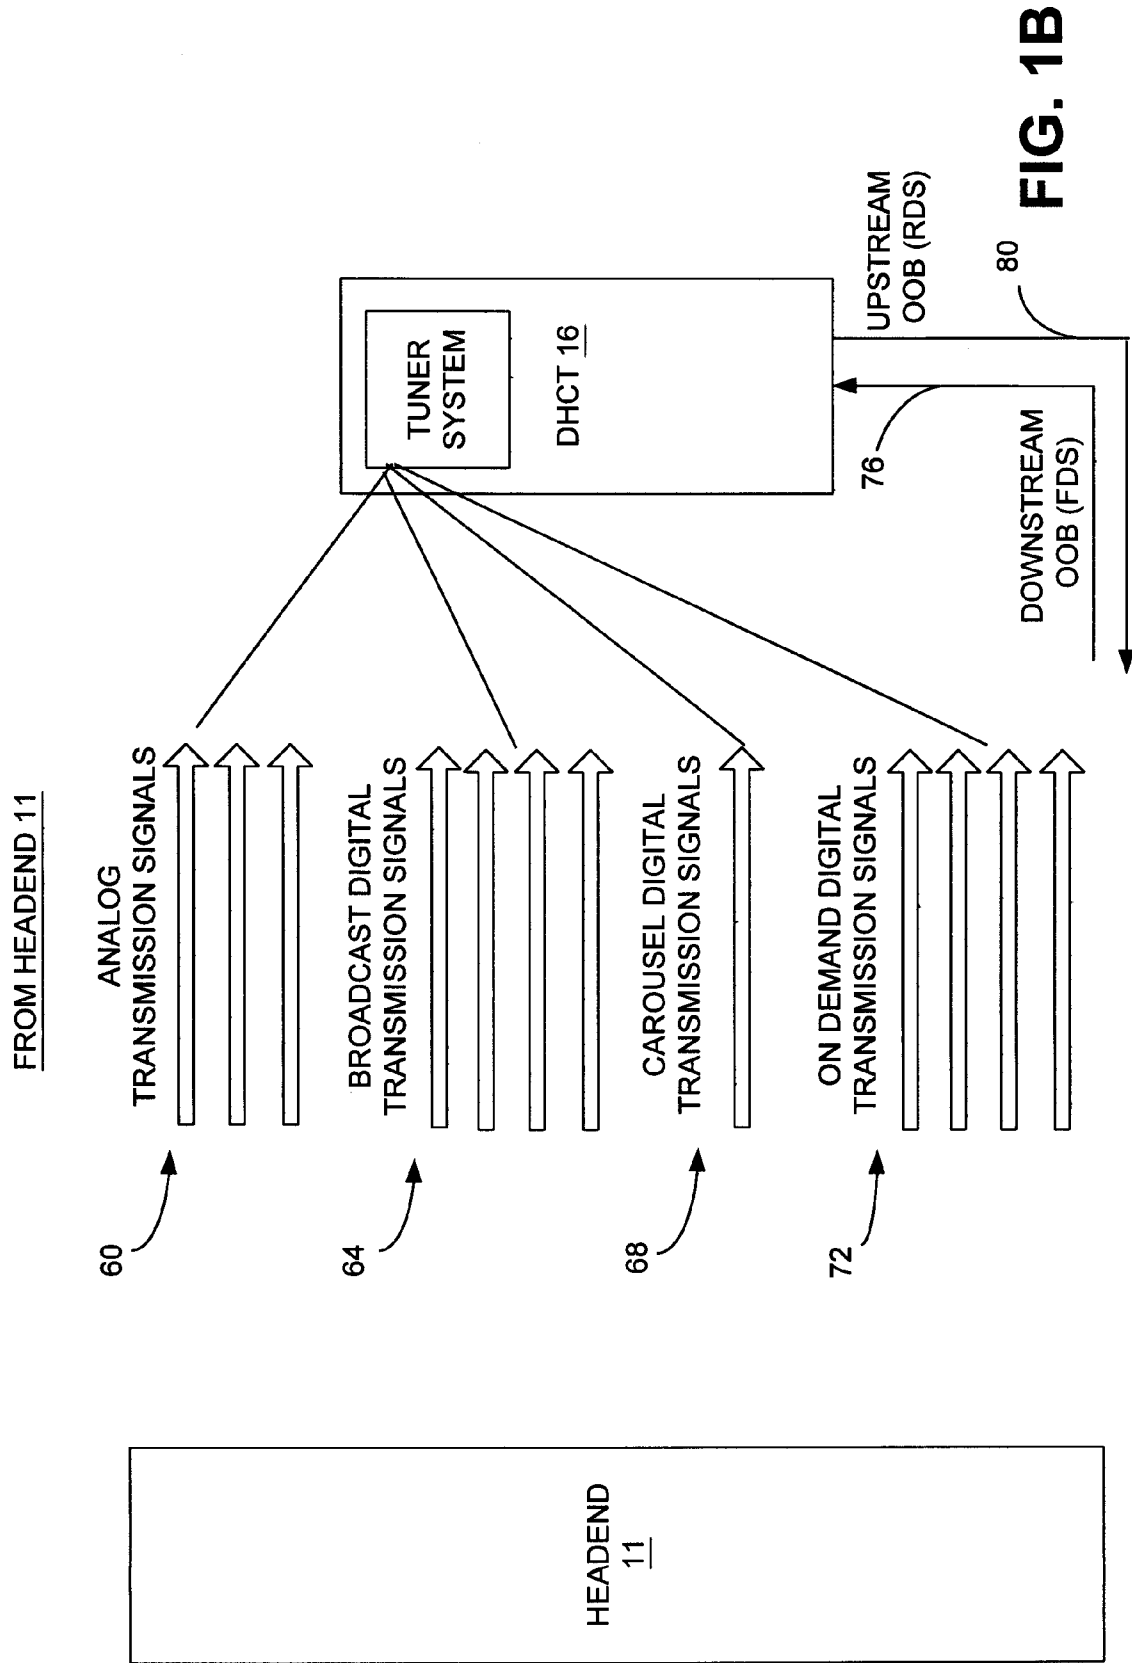 FROM HEADEND 11
HEADEND
11
60
ANALOG
TRANSMISSION SIGNALS
64
BROADCAST DIGITAL
TRANSMISSION SIGNALS
68
CAROUSEL DIGITAL
TRANSMISSION SIGNALS
72
ON DEMAND DIGITAL
TRANSMISSION SIGNALS
TUNER
SYSTEM
DHCT 16
76
DOWNSTREAM
OOB (FDS)
UPSTREAM
OOB (RDS)
80
FIG. 1B